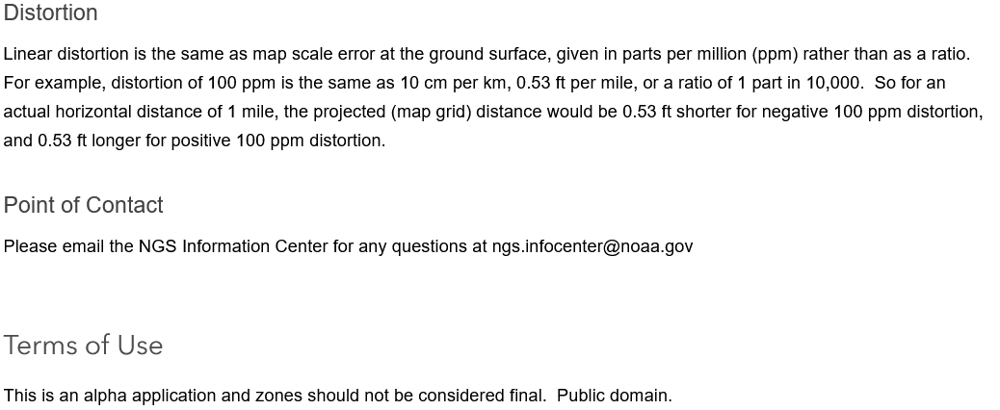 Distortion
Linear distortion is the same as map scale error at the ground surface, given in parts per million (ppm) rather than as a ratio.
For example, distortion of 100 ppm is the same as 10 cm per km, 0.53 ft per mile, or a ratio of 1 part in 10,000.  So for an
actual horizontal distance of 1 mile, the projected (map grid) distance would be 0.53 ft shorter for negative 100 ppm distortion,
and 0.53 ft longer for positive 100 ppm distortion.
Point of Contact
Please email the NGS Information Center for any questions at ngs.infocenter@noaa.gov
Terms of Use
This is an alpha application and zones should not be considered final.  Public domain.